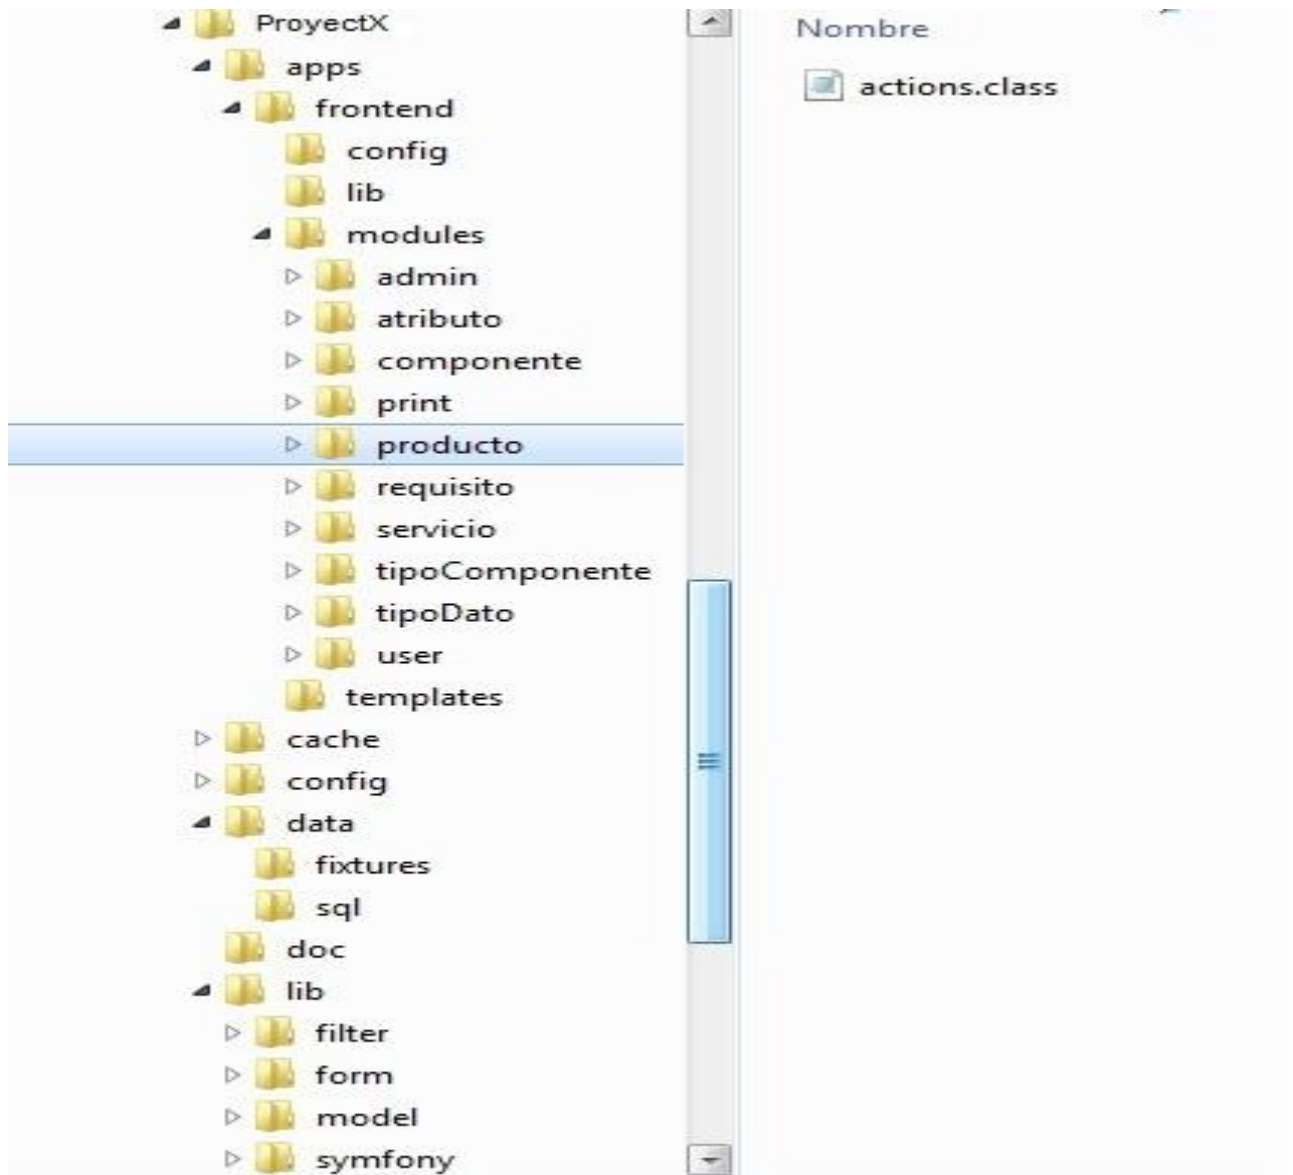 ProyectX
apps
frontend
config
lib
modules
admin
atributo
componente
print
producto
requisito
servicio
tipoComponente
tipoDato
user
templates
cache
config
data
fixtures
sql
doc
lib
filter
form
model
symfony
Nombre
actions.class